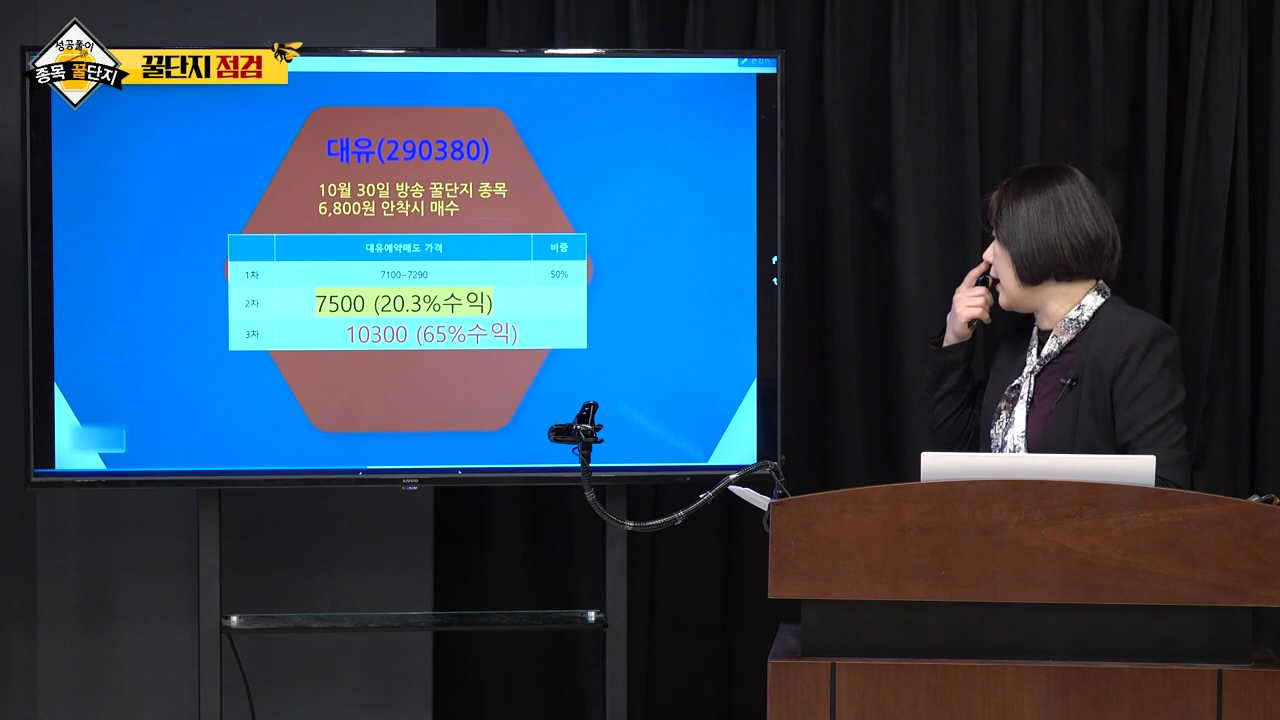 성공풀이
종목 꿀단지
꿀단지 점검
대유(290380)
10월 30일 방송 꿀단지 종목
6,800원 안착시 매수
대유예약매도 가격 비중
1차 7100~7290 50%
2차 7500 (20.3%수익)
3차 10300 (65%수익)